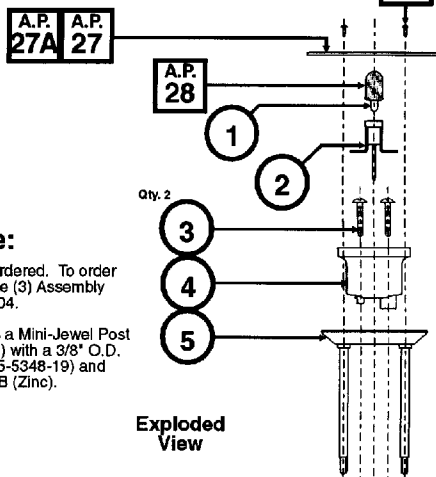 A.P. A.P.
27A 27
A.P.
28
1
2
Qty. 2
3
4
5
e:
rdered. To order
e (3) Assembly
04.
a Mini-Jewel Post
) with a 3/8" O.D.
5-5348-19) and
B (Zinc).
Exploded
View